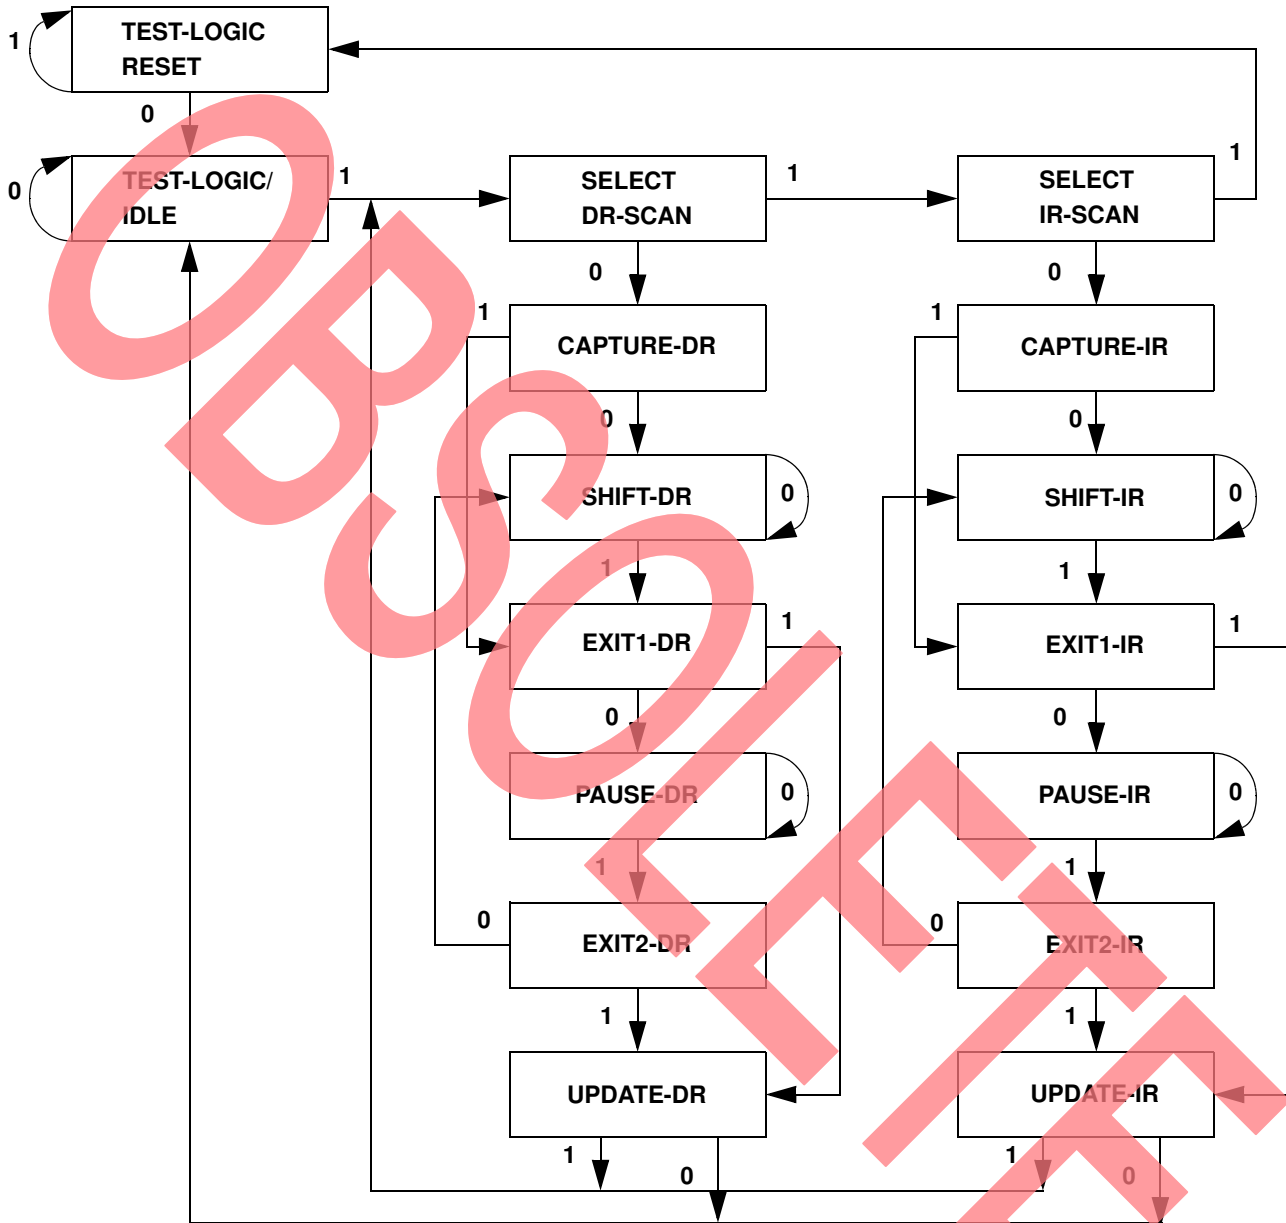 1
TEST-LOGIC
RESET
0
0
TEST-LOGIC/
IDLE
1
SELECT
DR-SCAN
1
SELECT
IR-SCAN
1
0
0
1
CAPTURE-DR
1
CAPTURE-IR
0
0
SHIFT-DR
0
SHIFT-IR
0
1
1
EXIT1-DR
1
EXIT1-IR
1
0
0
PAUSE-DR
0
PAUSE-IR
0
1
1
0
EXIT2-DR
0
EXIT2-IR
1
1
UPDATE-DR
UPDATE-IR
1
0
1
0
OBSOLETE